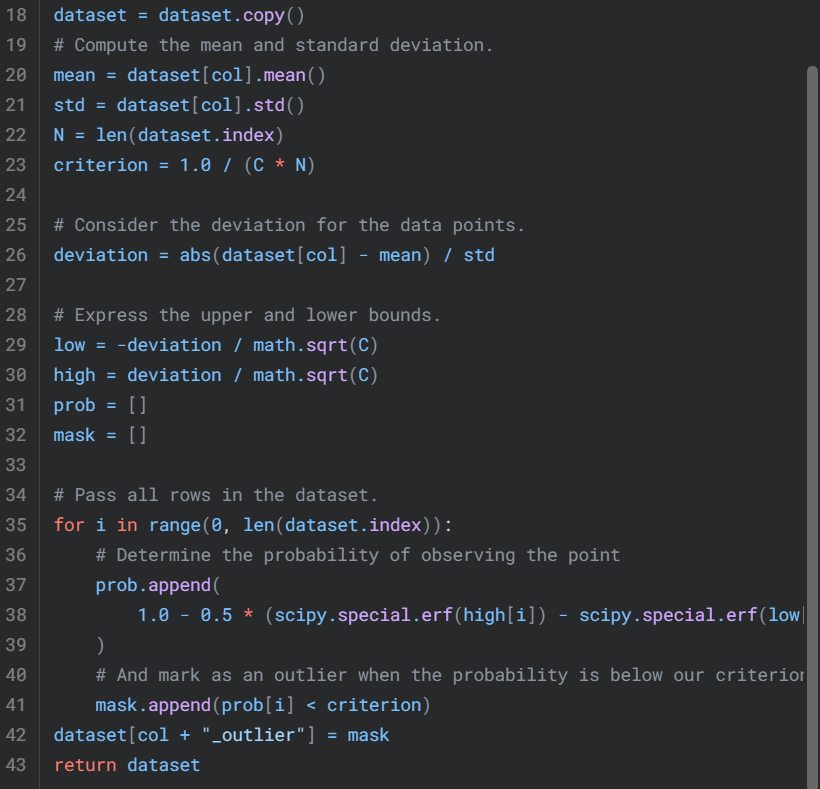 18 dataset = dataset.copy()
19 # Compute the mean and standard deviation.
20 mean = dataset[col].mean()
21 std = dataset[col].std()
22 N = len(dataset.index)
23 criterion = 1.0 / (C * N)
24
25 # Consider the deviation for the data points.
26 deviation = abs(dataset[col] - mean) / std
27
28 # Express the upper and lower bounds.
29 low = -deviation / math.sqrt(C)
30 high = deviation / math.sqrt(C)
31 prob = []
32 mask = []
33
34 # Pass all rows in the dataset.
35 for i in range(0, len(dataset.index)):
36     # Determine the probability of observing the point
37     prob.append(
38         1.0 - 0.5 * (scipy.special.erf(high[i]) - scipy.special.erf(low[
39     )
40     # And mark as an outlier when the probability is below our criterion
41     mask.append(prob[i] < criterion)
42 dataset[col + "_outlier"] = mask
43 return dataset